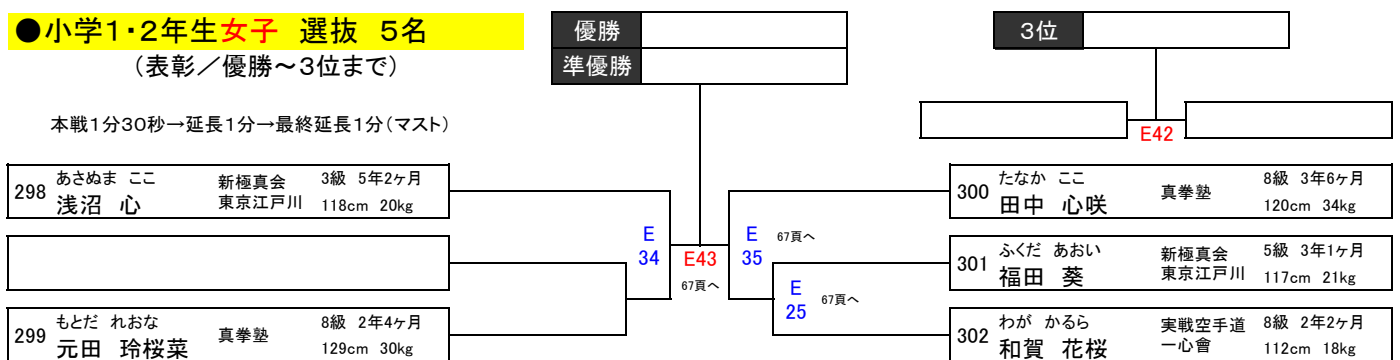 ●小学1・2年生女子 選抜 5名
(表彰／優勝～3位まで)
本戦1分30秒→延長1分→最終延長1分(マスト)
優勝
準優勝
3位
E42
298 あさぬま ここ 浅沼 心 新極真会 東京江戸川 3級 5年2ヶ月 118cm 20kg
299 もとだ れおな 元田 玲桜菜 真拳塾 8級 2年4ヶ月 129cm 30kg
E
34
E43
67頁へ
E
35
67頁へ
E
25
67頁へ
300 たなか ここ 田中 心咲 真拳塾 8級 3年6ヶ月 120cm 34kg
301 ふくだ あおい 福田 葵 新極真会 東京江戸川 5級 3年1ヶ月 117cm 21kg
302 わが かるら 和賀 花桜 実戦空手道 一心會 8級 2年2ヶ月 112cm 18kg